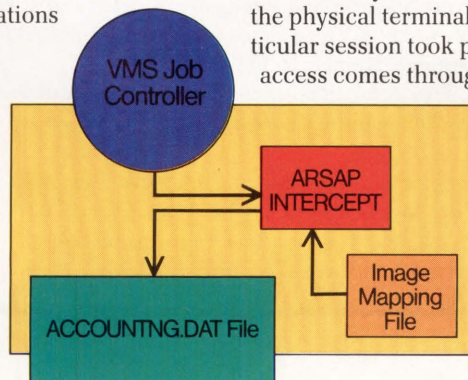 ations
the physical terminal
ticular session took p
access comes throug
VMS Job
Controller
ARSAP
INTERCEPT
Image
Mapping
File
ACCOUNTNG.DAT File